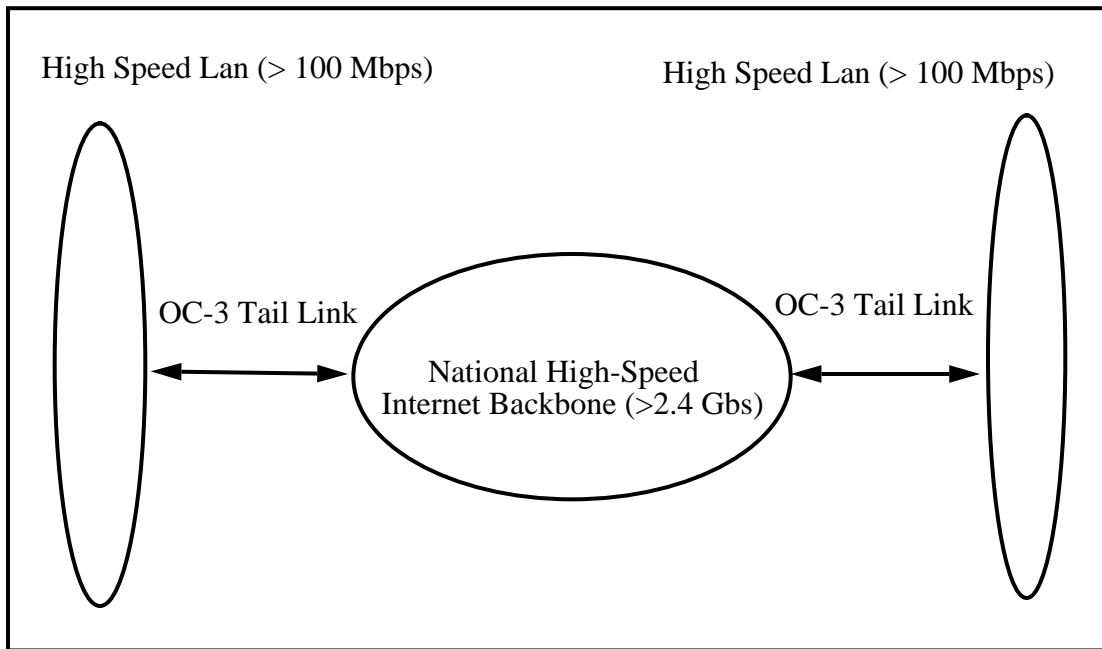 High Speed Lan (> 100 Mbps)
High Speed Lan (> 100 Mbps)
OC-3 Tail Link
OC-3 Tail Link
National High-Speed
Internet Backbone (>2.4 Gbs)